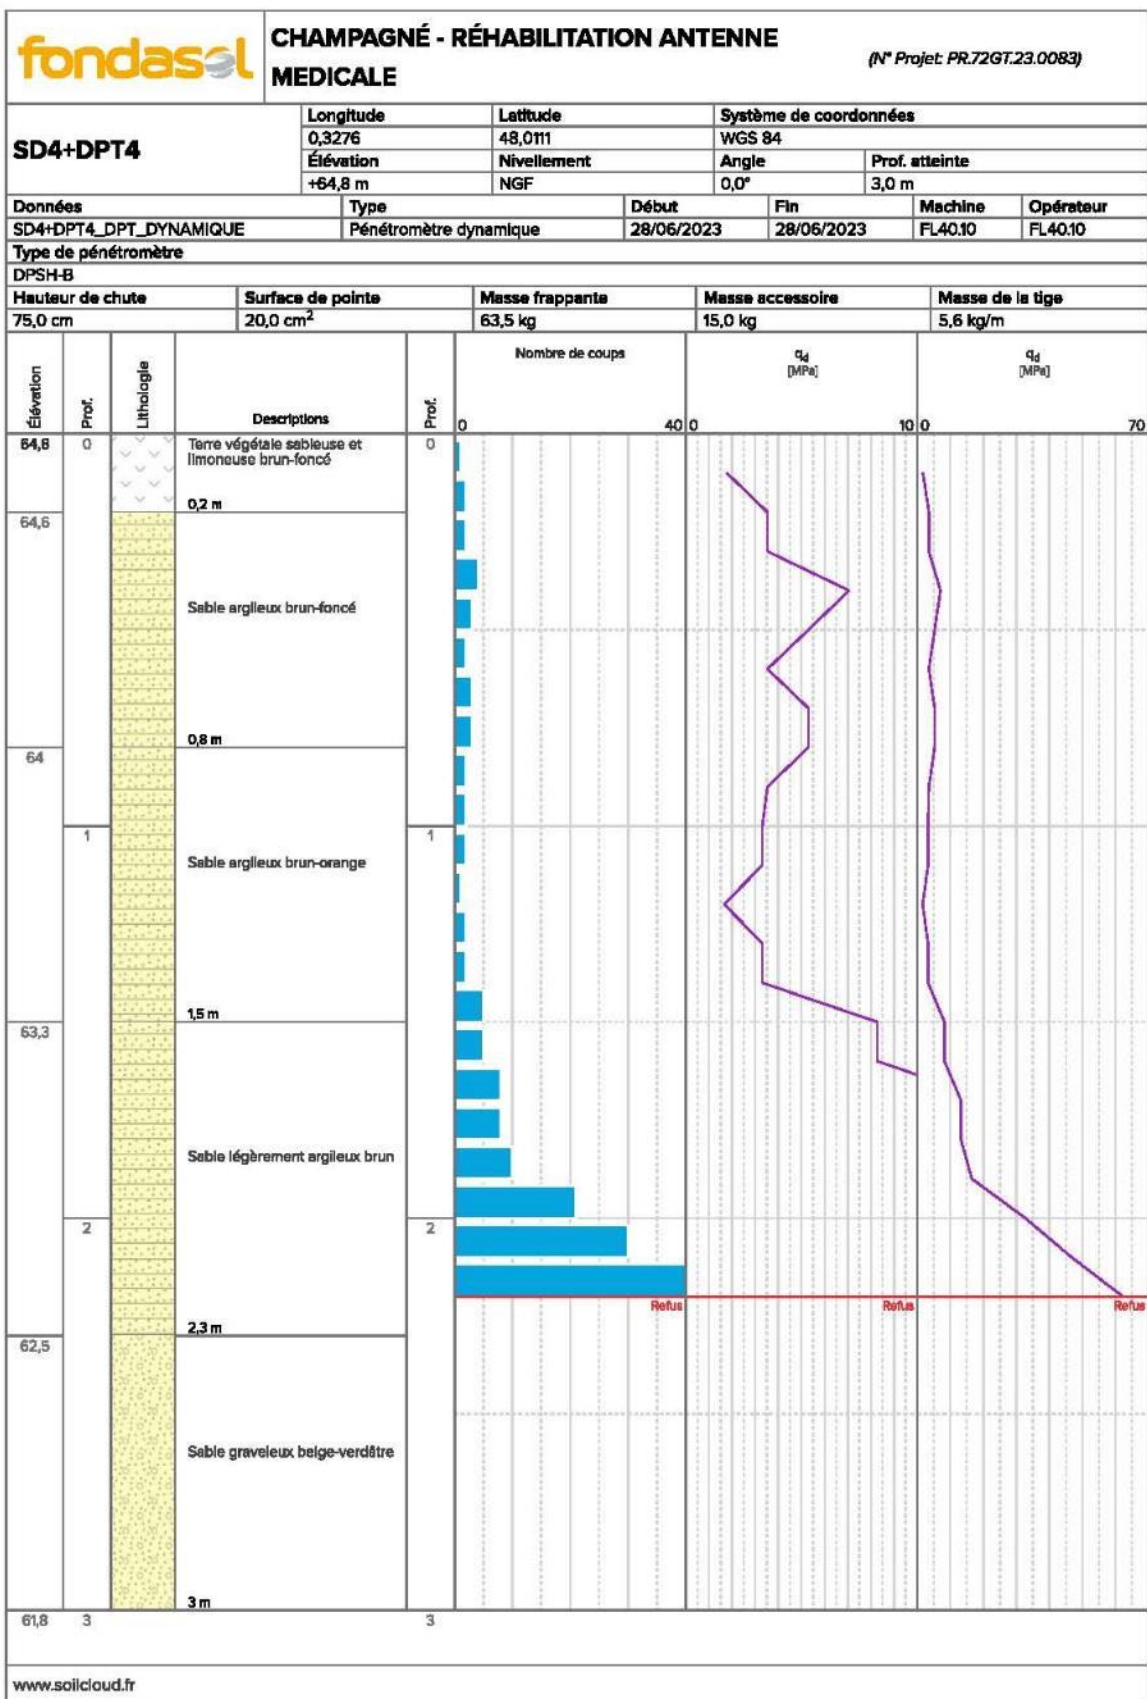 fondasol
CHAMPAGNÉ - RÉHABILITATION ANTENNE
MEDICALE
(N° Projet: PR.72GT.23.0083)
SD4+DPT4
Longitude Latitude Système de coordonnées
0,3276 48,0111 WGS 84
Élévation Nivellement Angle Prof. atteinte
+64,8 m NGF 0,0° 3,0 m
Données Type Début Fin Machine Opérateur
SD4+DPT4_DPT_DYNAMIQUE Pénétromètre dynamique 28/06/2023 28/06/2023 FL40.10 FL40.10
Type de pénétromètre
DPSH-B
Hauteur de chute Surface de pointe Masse frappante Masse accessoire Masse de la tige
75,0 cm 20,0 cm² 63,5 kg 15,0 kg 5,6 kg/m
Élévation Prof. Lithologie Descriptions Prof. Nombre de coups qd [MPa] qd [MPa]
0 40 0 10 0 70
64,8 0 Terre végétale sableuse et 0
limoneuse brun-foncé
0,2 m
64,6
Sable argileux brun-foncé
0,8 m
64
1 1
Sable argileux brun-orange
1,5 m
63,3
Sable légèrement argileux brun
2 2
Refus Refus Refus
2,3 m
62,5
Sable graveleux beige-verdâtre
3 m
61,8 3 3
www.soilcloud.fr